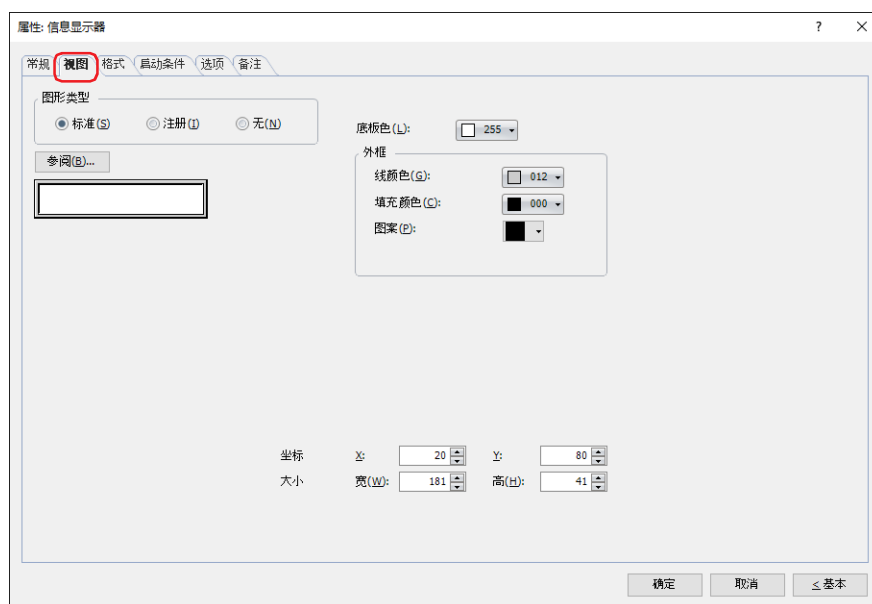 属性: 信息显示器 ?
常规 视图 格式 启动条件 选项 备注
图形类型
标准(S) 注册(I) 无(N)
参阅(B)...
底板色(L): 255
外框
线颜色(G): 012
填充颜色(C): 000
图案(P):
坐标 X: 20 Y: 80
大小 宽(W): 181 高(H): 41
确定 取消 < 基本